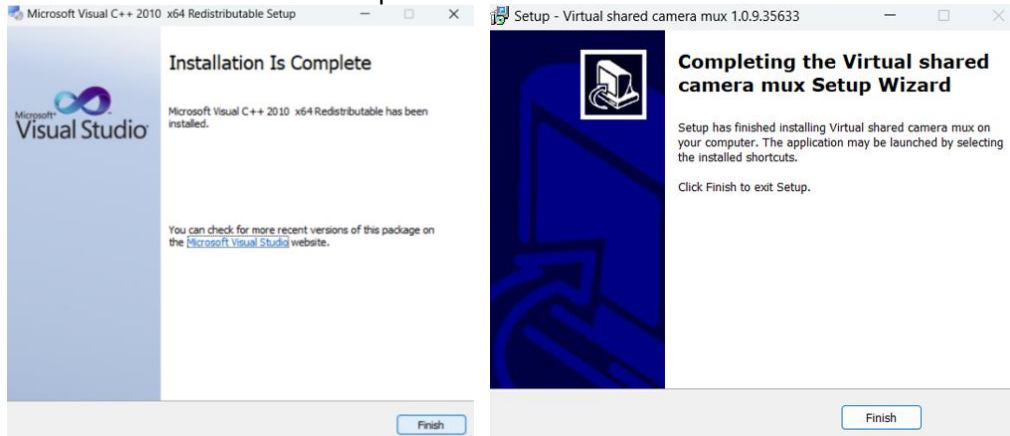 Microsoft Visual C++ 2010 x64 Redistributable Setup
Installation Is Complete
Microsoft
Visual Studio
Microsoft Visual C++ 2010 x64 Redistributable has been
installed.
You can check for more recent versions of this package on
the Microsoft Visual Studio website.
Finish
Setup - Virtual shared camera mux 1.0.9.35633
Completing the Virtual shared
camera mux Setup Wizard
Setup has finished installing Virtual shared camera mux on
your computer. The application may be launched by selecting
the installed shortcuts.
Click Finish to exit Setup.
Finish